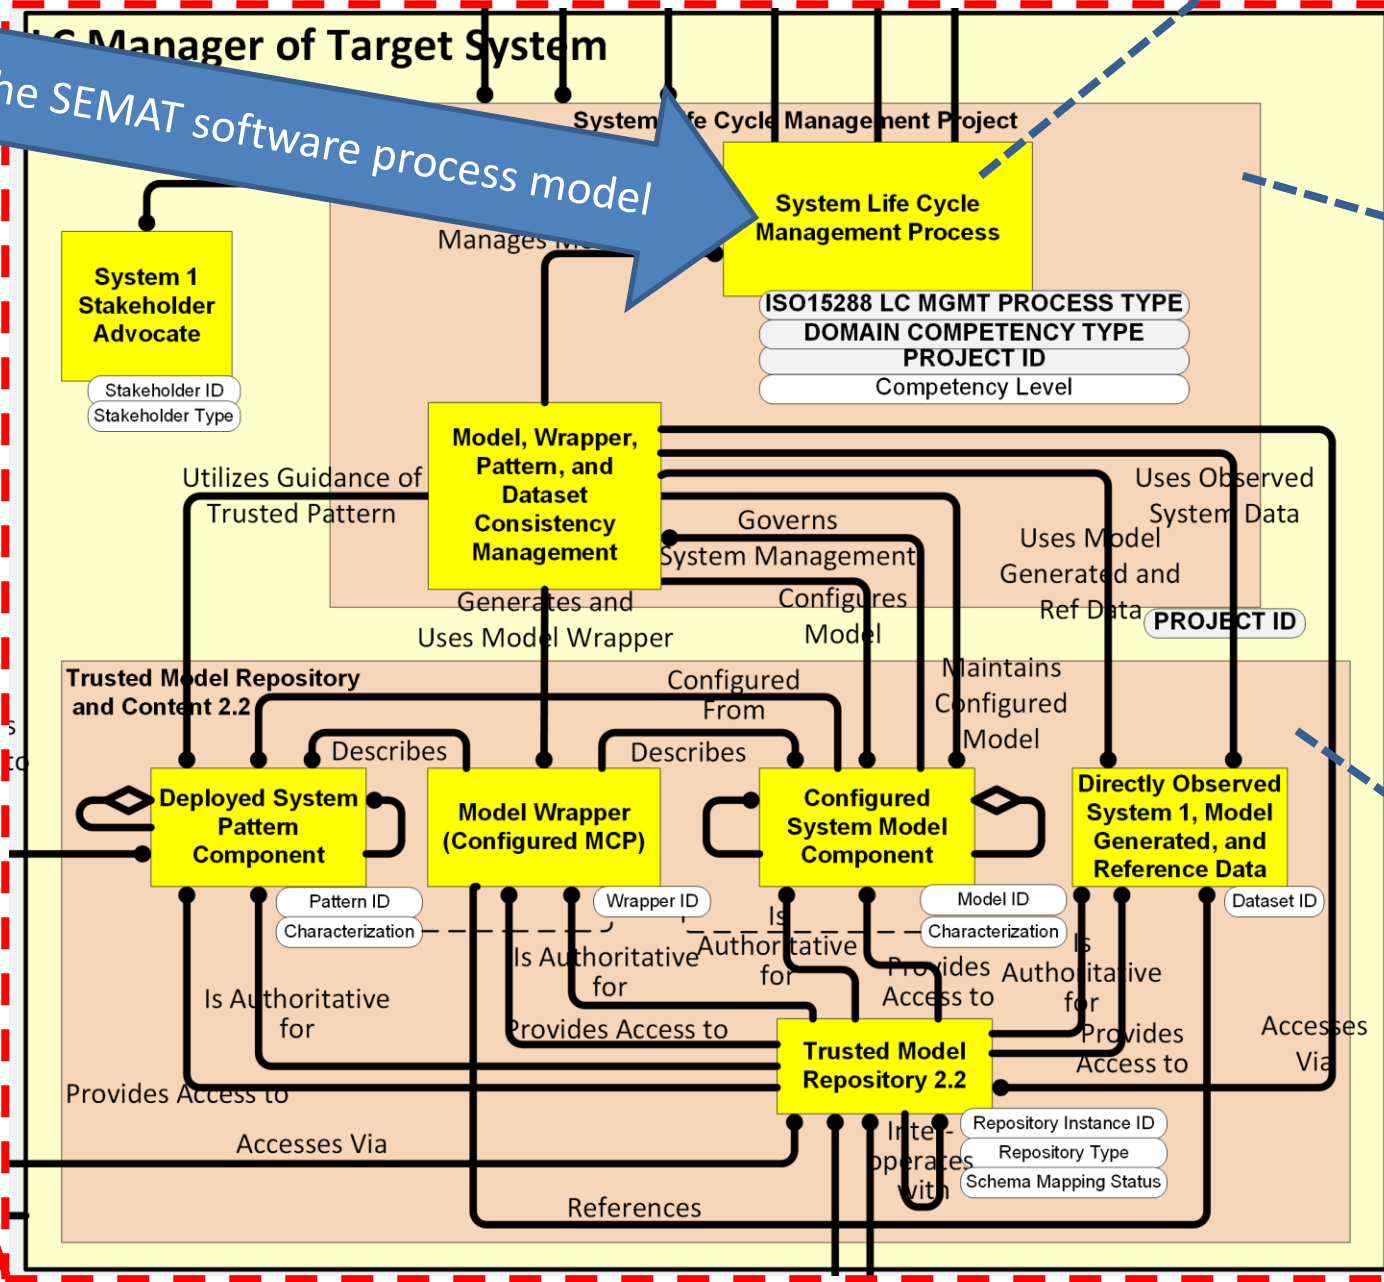 Manager of Target System
SEMAT software process model
System Life Cycle Management Project
System Life Cycle
Management Process
Manages
ISO15288 LC MGMT PROCESS TYPE
DOMAIN COMPETENCY TYPE
PROJECT ID
Competency Level
System 1
Stakeholder
Advocate
Stakeholder ID
Stakeholder Type
Model, Wrapper,
Pattern, and
Dataset
Consistency
Management
Utilizes Guidance of
Trusted Pattern
Governs
System Management
Configures
Model
Uses Observed
System Data
Uses Model
Generated and
Ref Data
PROJECT ID
Generates and
Uses Model Wrapper
Maintains
Configured
Model
Trusted Model Repository
and Content 2.2
Configured
From
Describes
Describes
to
Deployed System
Pattern
Component
Model Wrapper
(Configured MCP)
Configured
System Model
Component
Directly Observed
System 1, Model
Generated, and
Reference Data
Pattern ID
Characterization
Wrapper ID
Model ID
Characterization
Dataset ID
Is Authoritative
for
Is Authoritative
for
Is
Authoritative
for
Provides
Access to
Is
Authoritative
for
Provides
Access to
Provides Access to
Provides Access to
Accesses
Via
Trusted Model
Repository 2.2
Repository Instance ID
Repository Type
Schema Mapping Status
Inter-
operates
with
Accesses Via
References